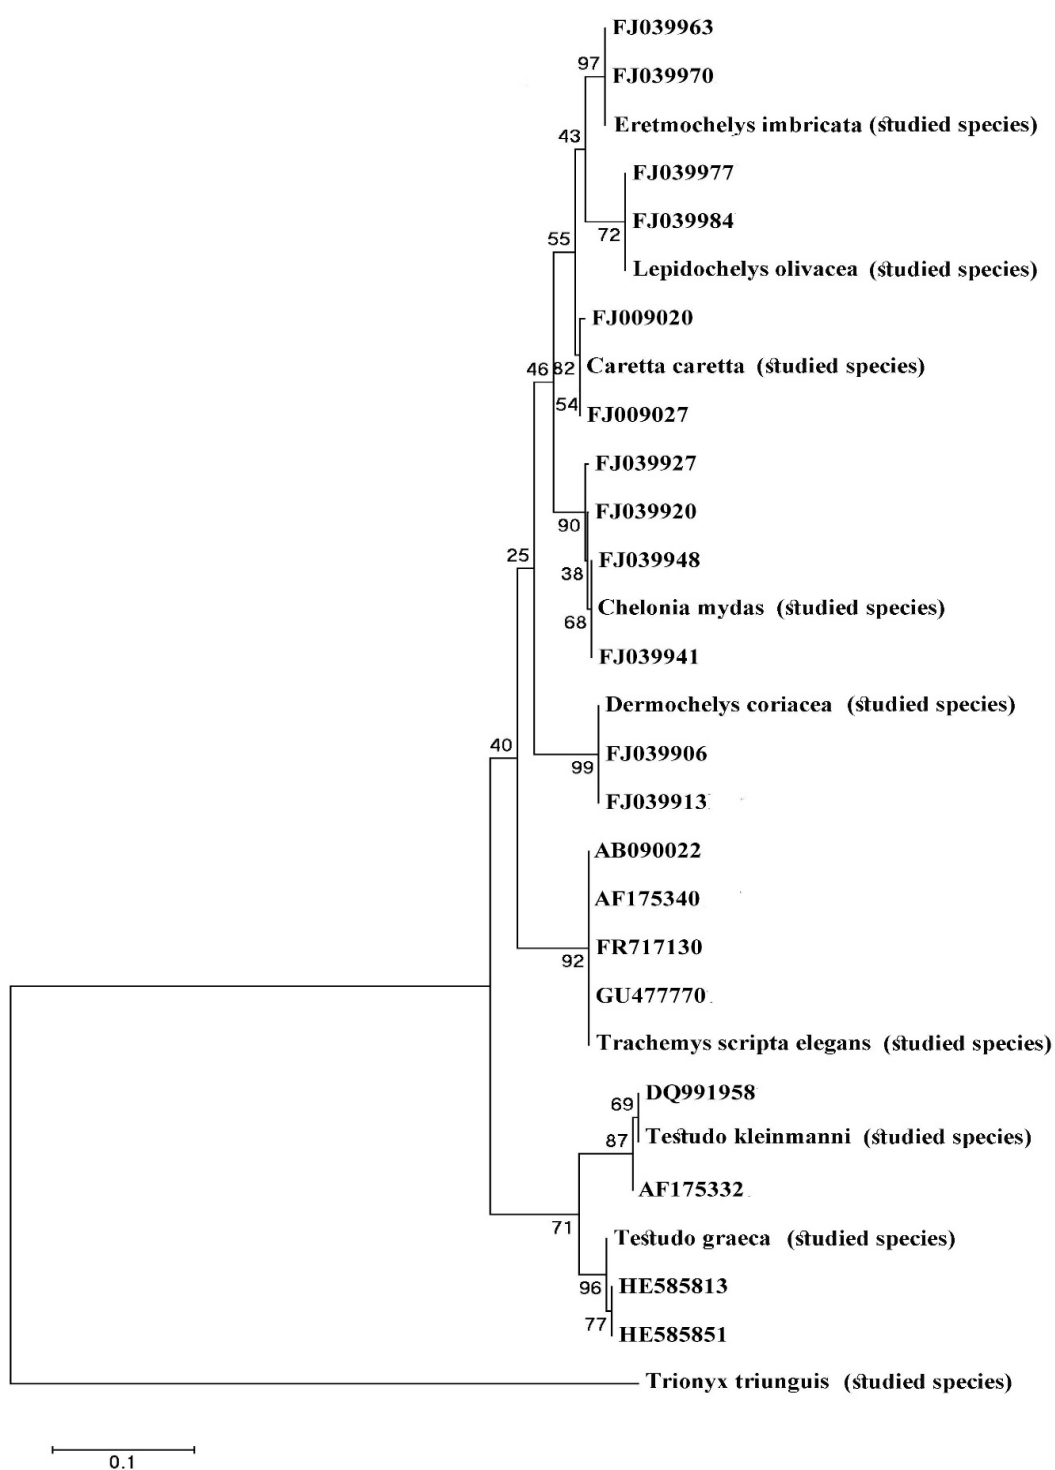 FJ039963
97
FJ039970
Eretmochelys imbricata (studied species)
43
FJ039977
FJ039984
72
55
Lepidochelys olivacea (studied species)
FJ009020
46 82
Caretta caretta (studied species)
54
FJ009027
FJ039927
FJ039920
90
25
FJ039948
38
Chelonia mydas (studied species)
68
FJ039941
Dermochelys coriacea (studied species)
40
FJ039906
99
FJ039913
AB090022
AF175340
FR717130
92
GU477770
Trachemys scripta elegans (studied species)
DQ991958
69
87
Testudo kleinmanni (studied species)
AF175332
71
Testudo graeca (studied species)
96
HE585813
77
HE585851
Trionyx triunguis (studied species)
0.1